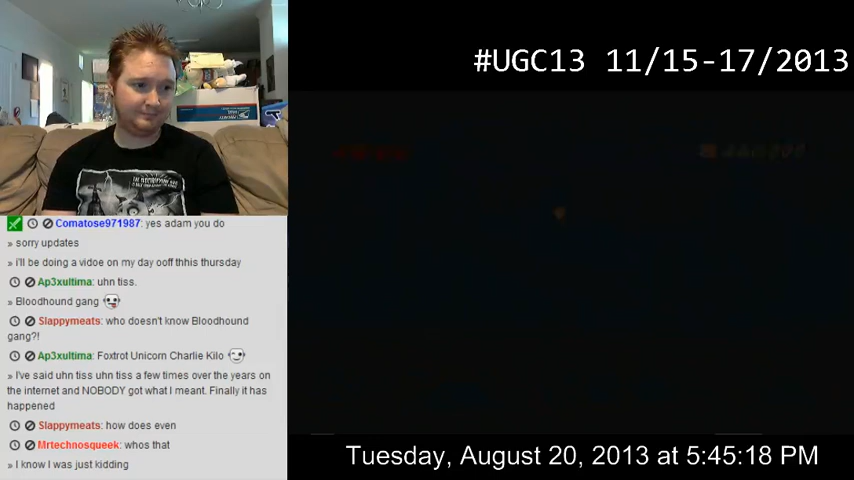 #UGC13 11/15-17/2013
Comatose971987: yes adam you do
» sorry updates
» i'll be doing a vidoe on my day ooff thhis thursday
Ap3xultima: uhn tiss.
» Bloodhound gang
Slappymeats: who doesn't know Bloodhound
gang?!
Ap3xultima: Foxtrot Unicorn Charlie Kilo
» I've said uhn tiss uhn tiss a few times over the years on
the internet and NOBODY got what I meant. Finally it has
happened
Slappymeats: how does even
Mrtechnosqueek: whos that
» I know I was just kidding
Tuesday, August 20, 2013 at 5:45:18 PM